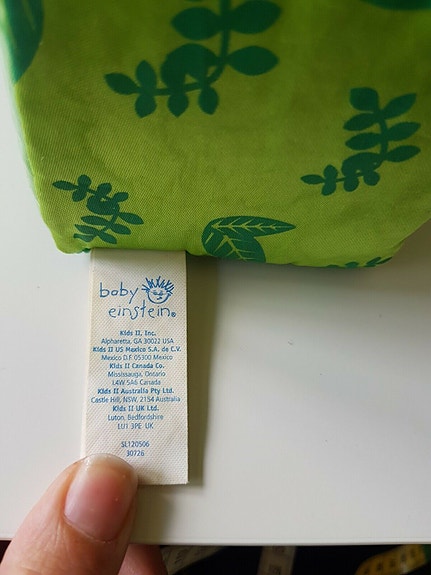 baby
einstein®
Kids II, Inc.
Alpharetta, GA 30022 USA
Kids II US Mexico S.A. de C.V.
Mexico D.F. 05300 Mexico
Kids II Canada Co.
Mississauga, Ontario
L4W 5A6 Canada
Kids II Australia Pty Ltd.
Castle Hill, NSW, 2154 Australia
Kids II UK Ltd.
Luton, Bedfordshire
LU1 3PE UK
SL120506
30726